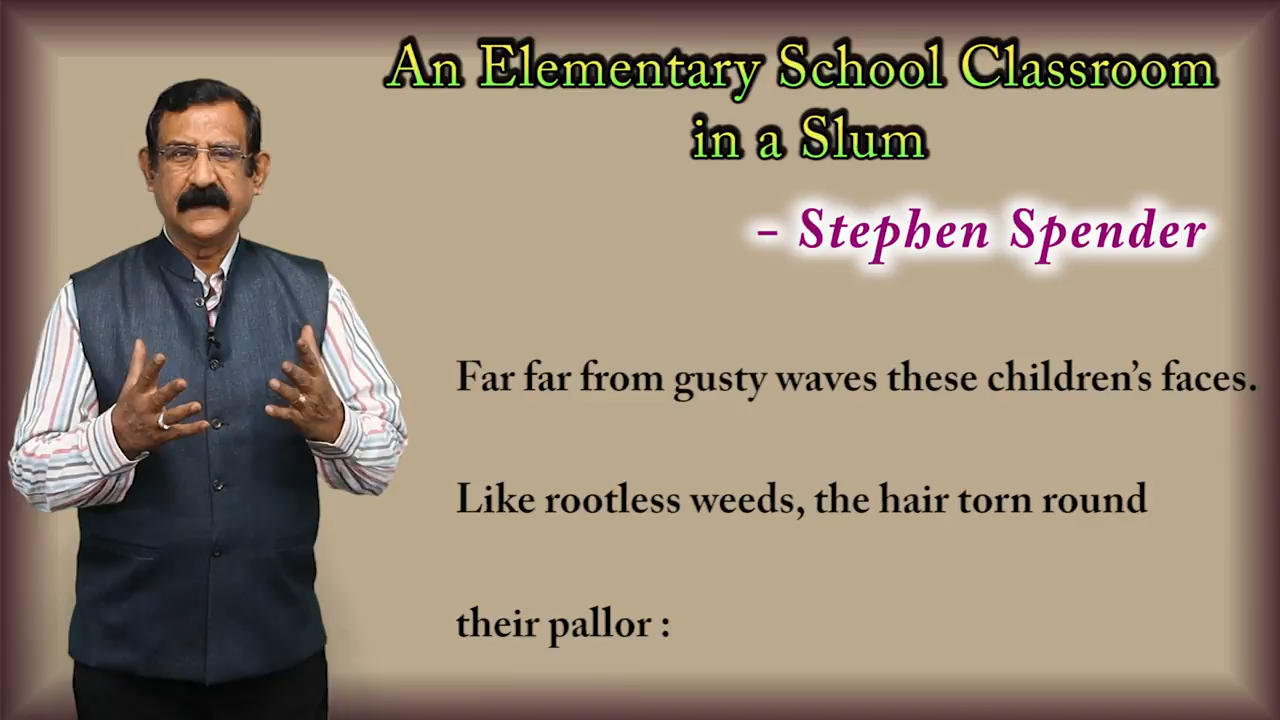 An Elementary School Classroom
in a Slum
- Stephen Spender
Far far from gusty waves these children’s faces.
Like rootless weeds, the hair torn round
their pallor :